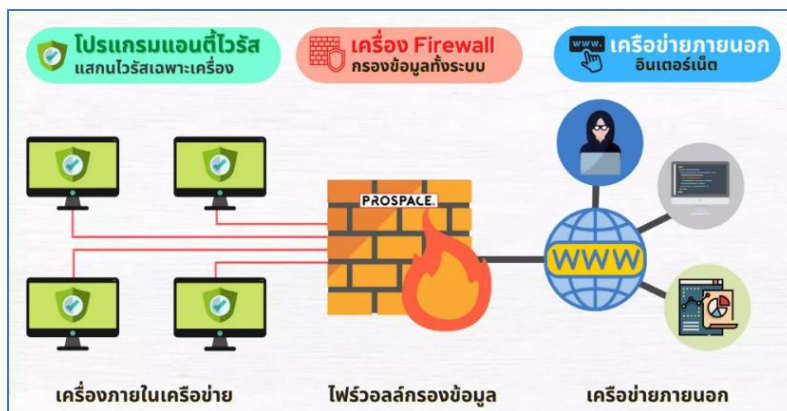 โปรแกรมแอนตี้ไวรัส
แสกนไวรัสเฉพาะเครื่อง
เครื่อง Firewall
กรองข้อมูลทั้งระบบ
www.
เครือข่ายภายนอก
อินเตอร์เน็ต
PROSPACE.
WWW
เครื่องภายในเครือข่าย
ไฟร์วอลล์กรองข้อมูล
เครือข่ายภายนอก